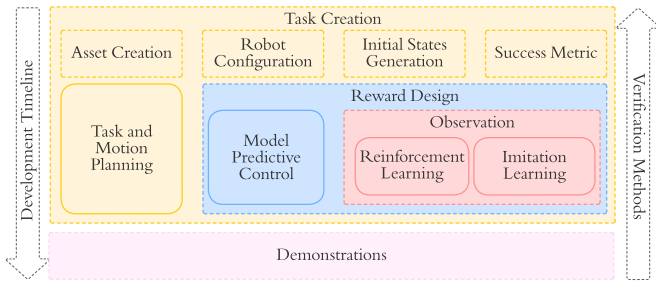 Task Creation
Asset Creation
Robot
Configuration
Initial States
Generation
Success Metric
Reward Design
Task and
Motion
Planning
Model
Predictive
Control
Observation
Reinforcement
Learning
Imitation
Learning
Demonstrations
Development Timeline
Verification Methods